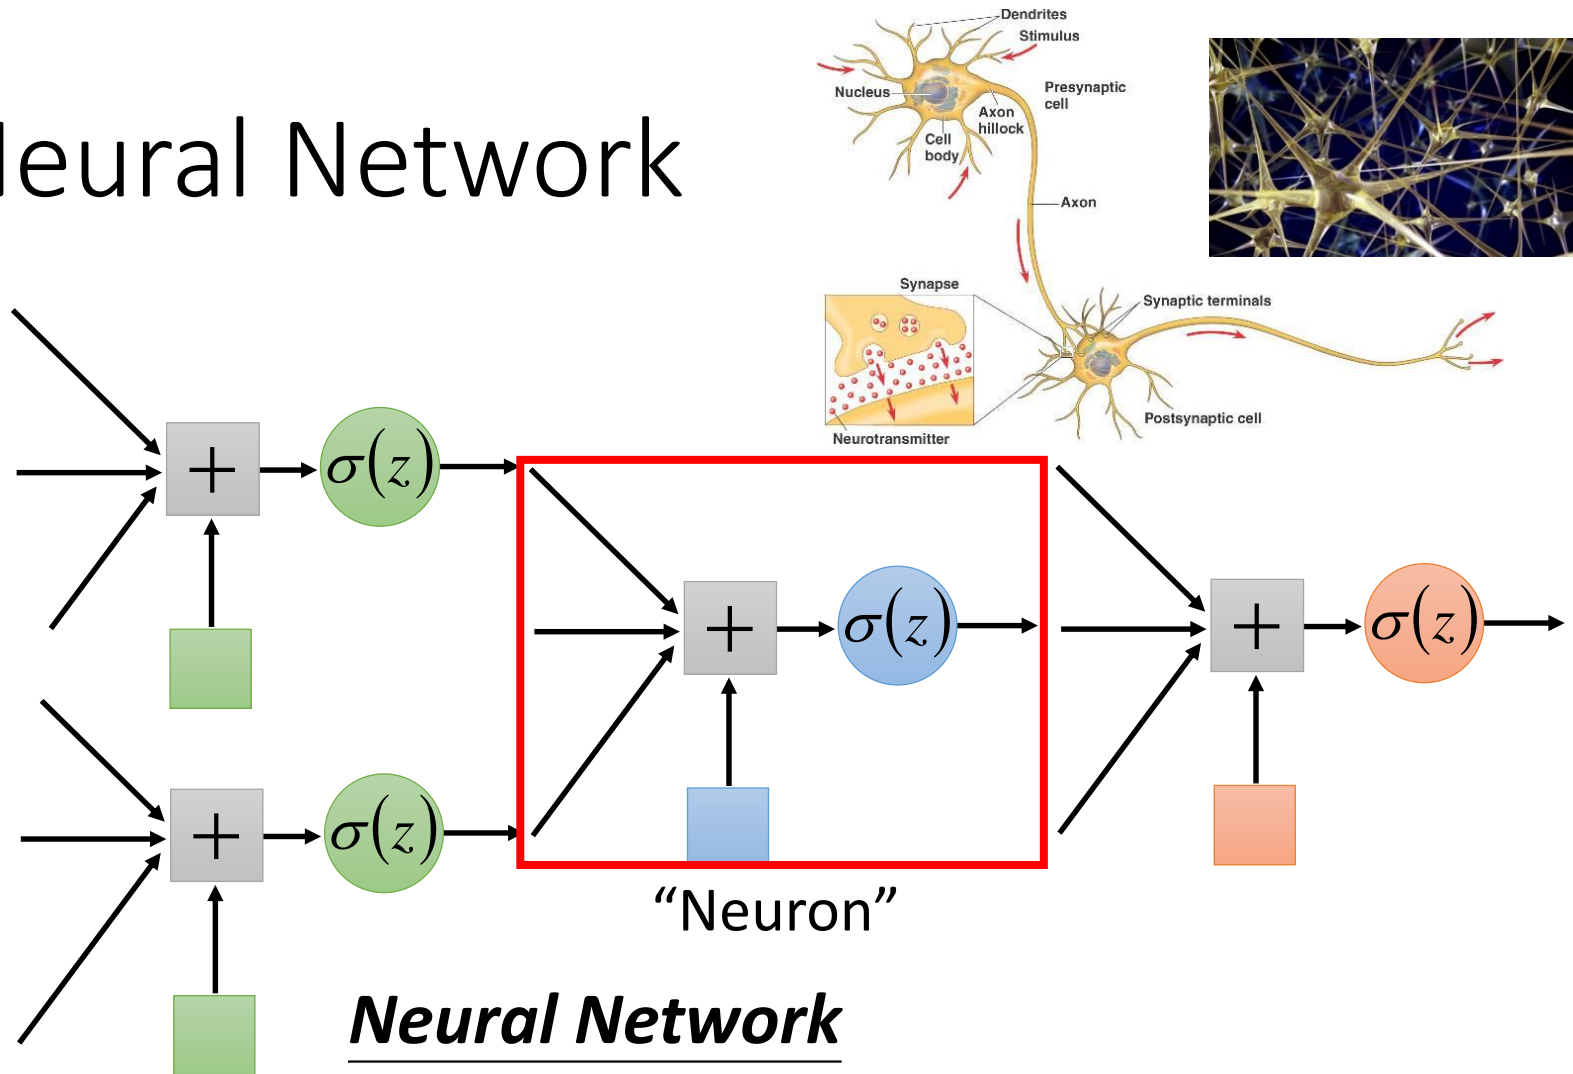 Neural Network
Dendrites
Stimulus
Nucleus
Presynaptic
cell
Axon
hillock
Cell
body
Axon
Synapse
Synaptic terminals
Postsynaptic cell
Neurotransmitter
+
σ(z)
+
σ(z)
+
σ(z)
+
σ(z)
“Neuron”
Neural Network